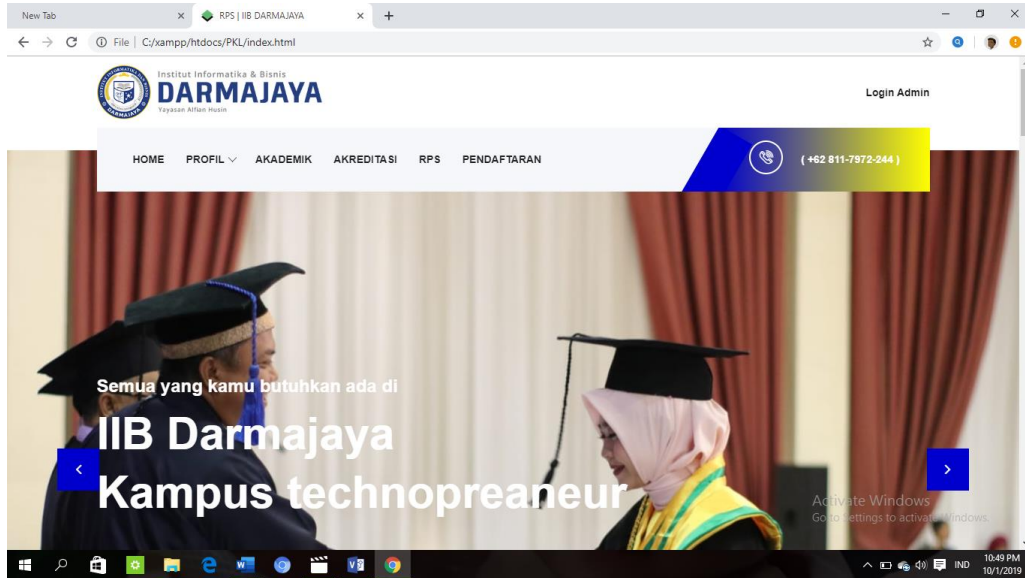 New Tab
RPS | IIB DARMAJAYA
File C:/xampp/htdocs/PKL/index.html
Institut Informatika & Bisnis
DARMAJAYA
Yayasan Alfian Husin
Login Admin
HOME PROFIL AKADEMIK AKREDITASI RPS PENDAFTARAN
( +62 811-7972-244 )
Semua yang kamu butuhkan ada di
IIB Darmajaya
Kampus technopreaneur
Activate Windows
Go to Settings to activate Windows.
IND
10:49 PM
10/1/2019